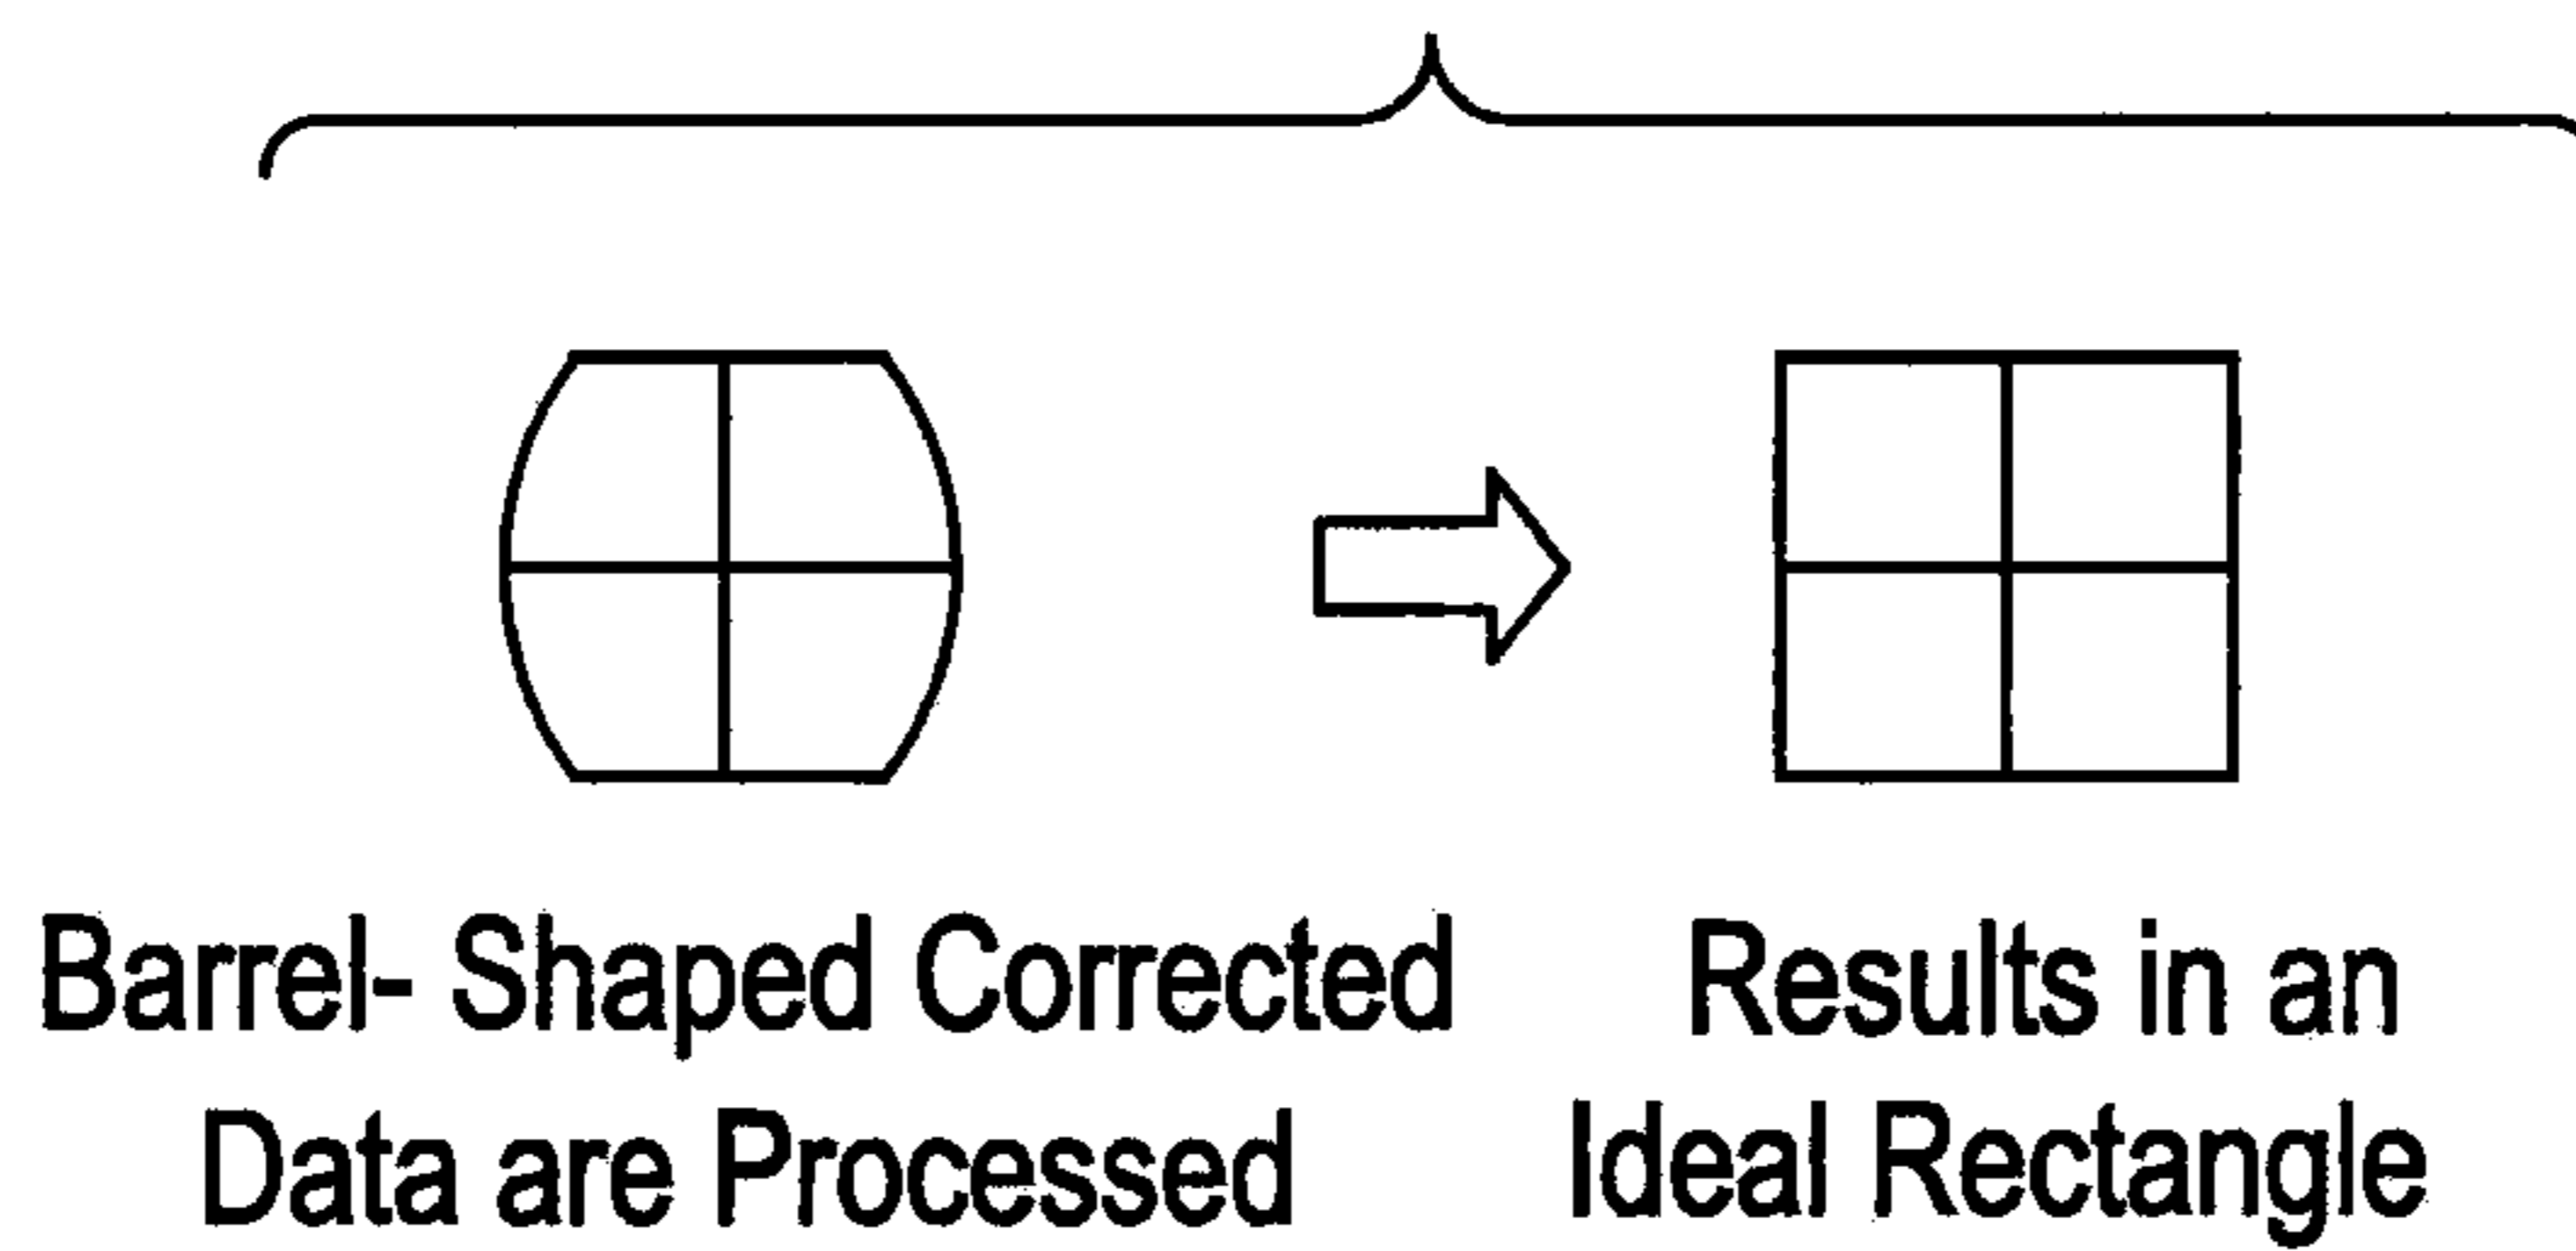 Barrel- Shaped Corrected
Data are Processed
Results in an
Ideal Rectangle